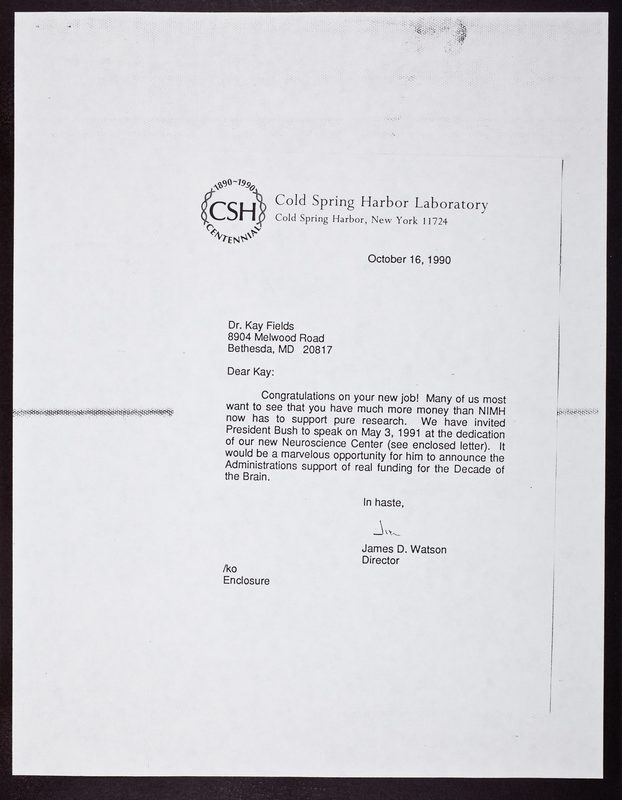 1890-1990
CSH
CENTENNIAL
Cold Spring Harbor Laboratory
Cold Spring Harbor, New York 11724
October 16, 1990
Dr. Kay Fields
8904 Melwood Road
Bethesda, MD 20817
Dear Kay:
Congratulations on your new job! Many of us most
want to see that you have much more money than NIMH
now has to support pure research. We have invited
President Bush to speak on May 3, 1991 at the dedication
of our new Neuroscience Center (see enclosed letter). It
would be a marvelous opportunity for him to announce the
Administrations support of real funding for the Decade of
the Brain.
In haste,
Jim
James D. Watson
Director
/ko
Enclosure